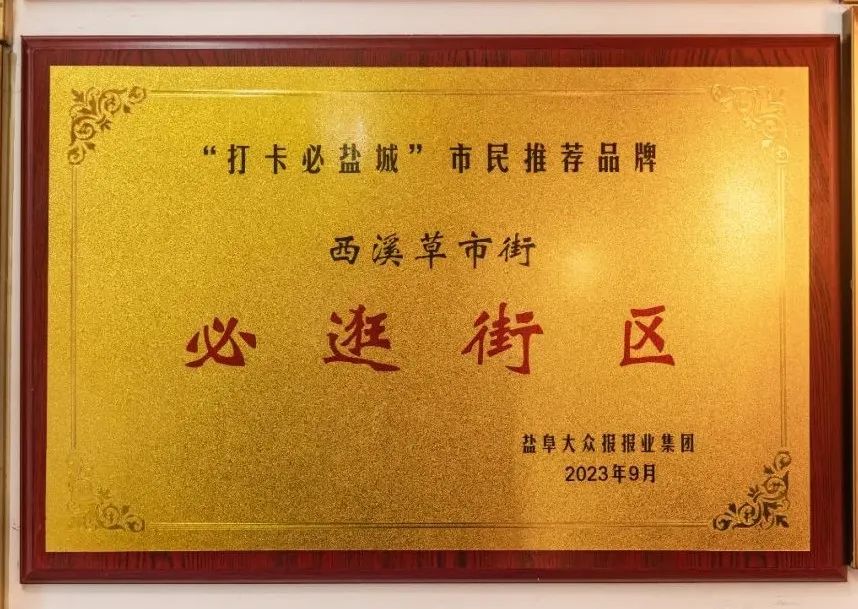 “打卡必盐城”市民推荐品牌
西溪草市街
必逛街区
盐阜大众报报业集团
2023年9月